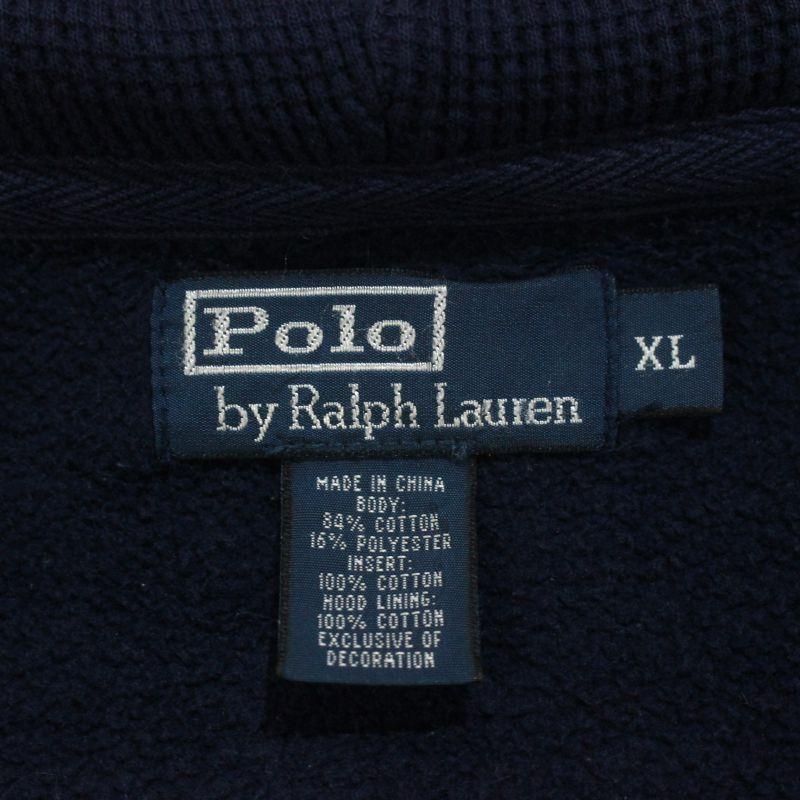 Polo
by Ralph Lauren
XL
MADE IN CHINA
BODY:
84% COTTON
16% POLYESTER
INSERT:
100% COTTON
HOOD LINING:
100% COTTON
EXCLUSIVE OF
DECORATION